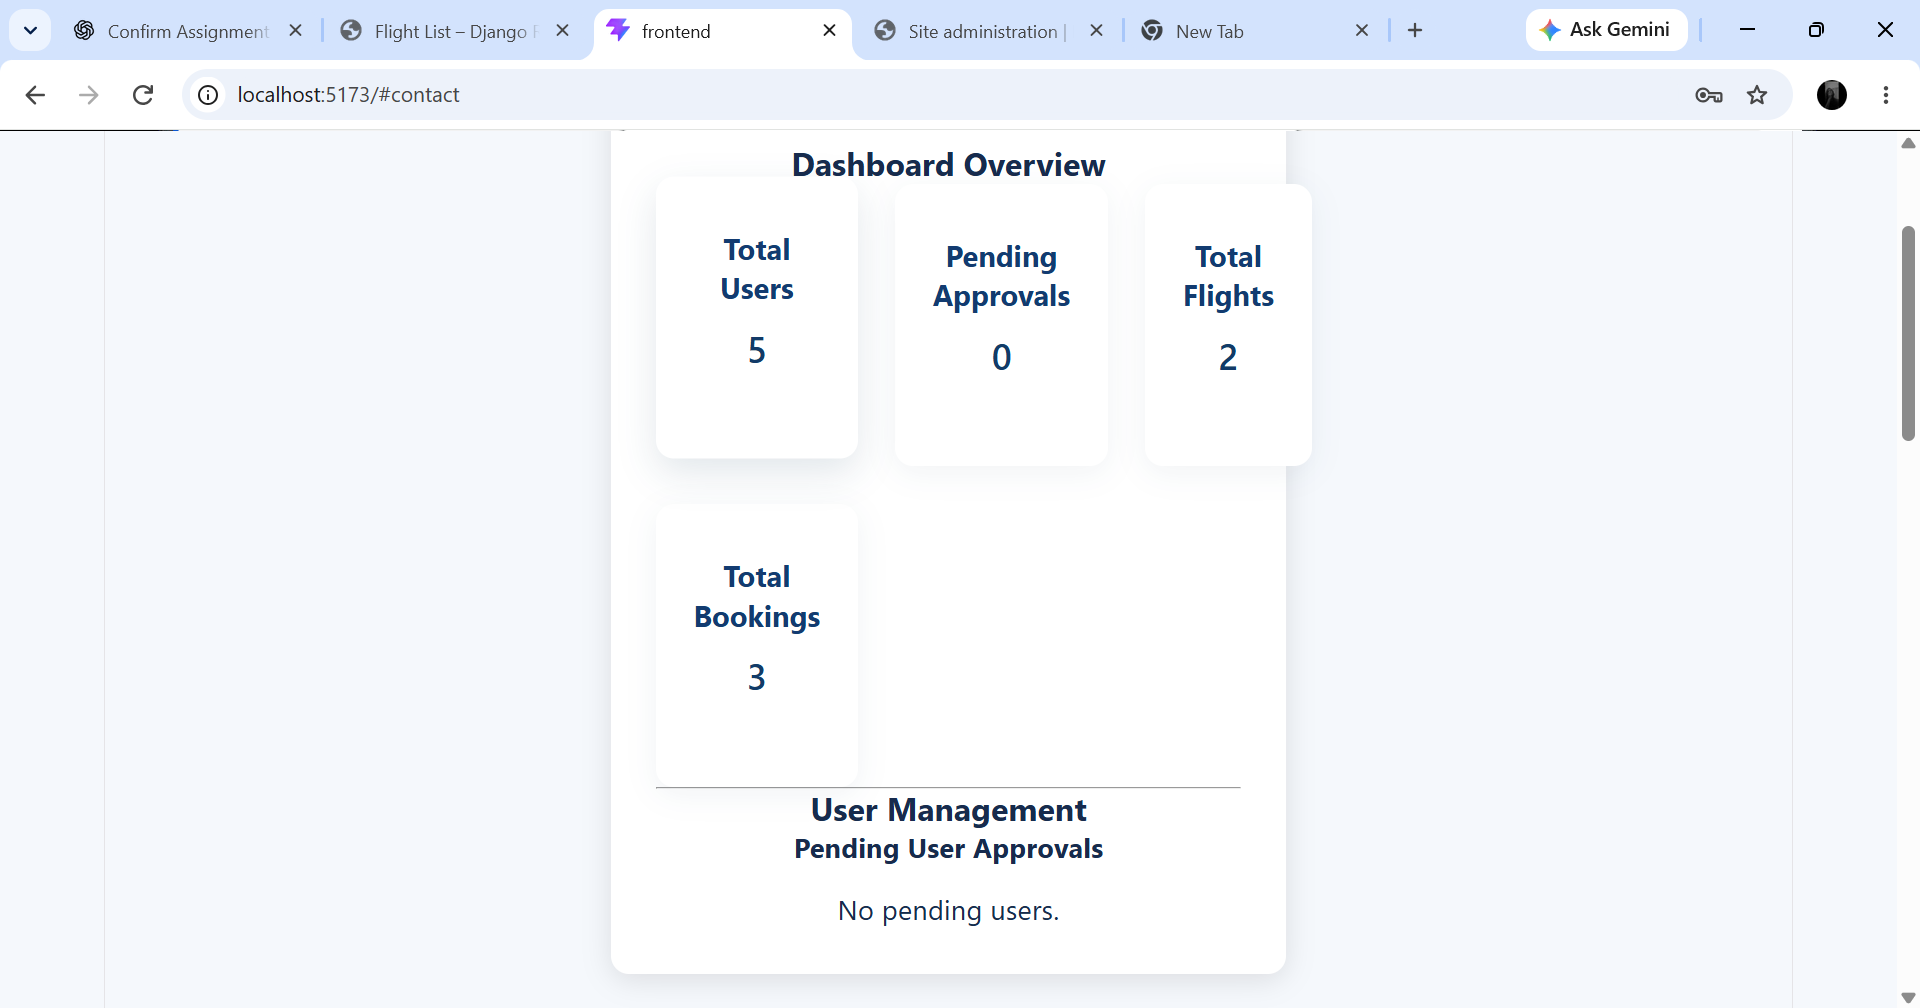 Confirm Assignment
Flight List – Django
frontend
Site administration |
New Tab
Ask Gemini
localhost:5173/#contact
Dashboard Overview
Total
Users
5
Pending
Approvals
0
Total
Flights
2
Total
Bookings
3
User Management
Pending User Approvals
No pending users.